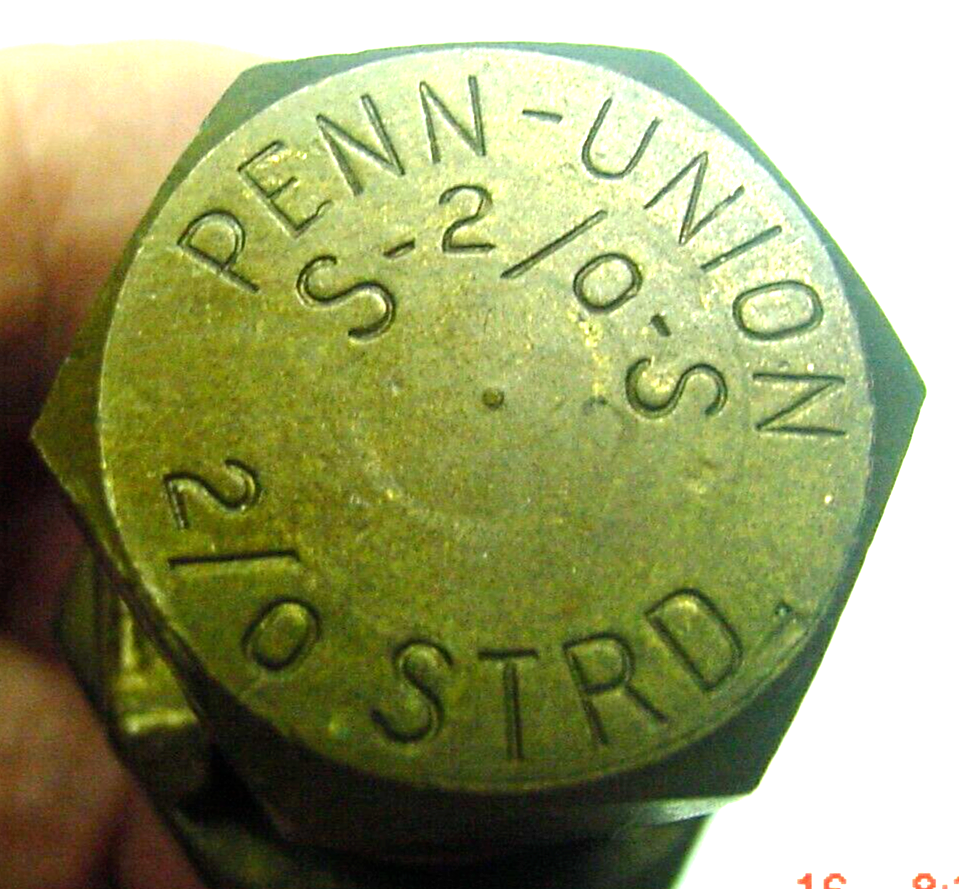 PENN-UNION
S-2/0-S
2/0 STRD.